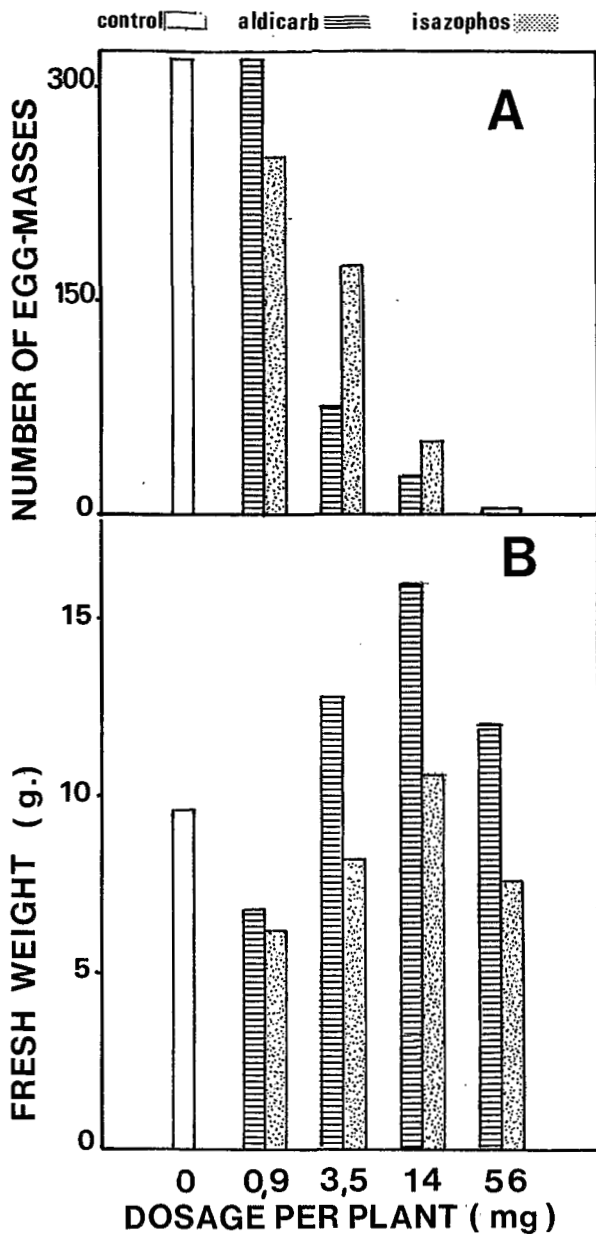 control aldicarb isazophos
A
NUMBER OF EGG-MASSES
300
150
0
B
FRESH WEIGHT (g.)
15
10
5
0
0 0,9 3,5 14 56
DOSAGE PER PLANT (mg)